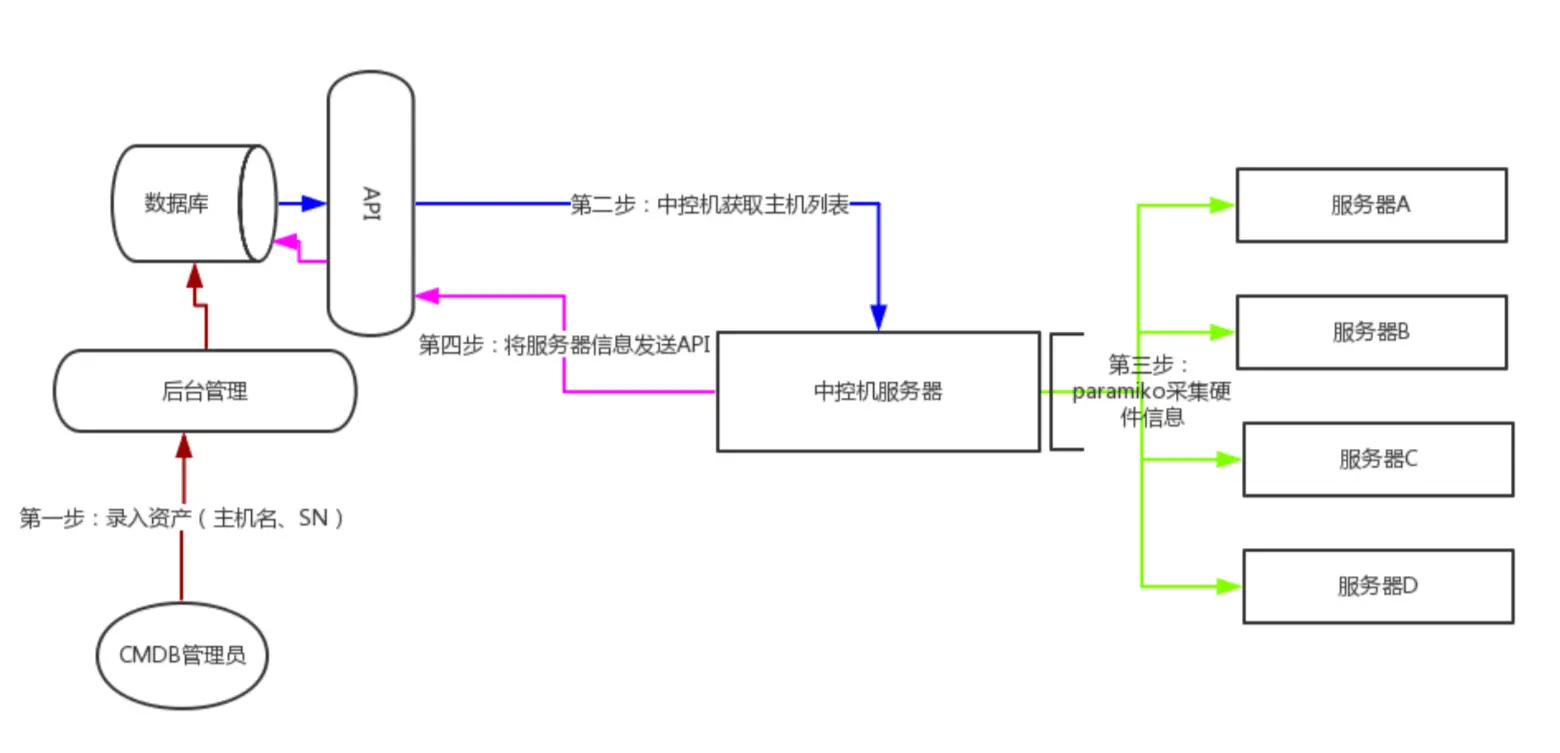 数据库
API
第二步：中控机获取主机列表
服务器A
第四步：将服务器信息发送API
服务器B
后台管理
中控机服务器
第三步：
paramiko采集硬
件信息
服务器C
第一步：录入资产（主机名、SN）
服务器D
CMDB管理员